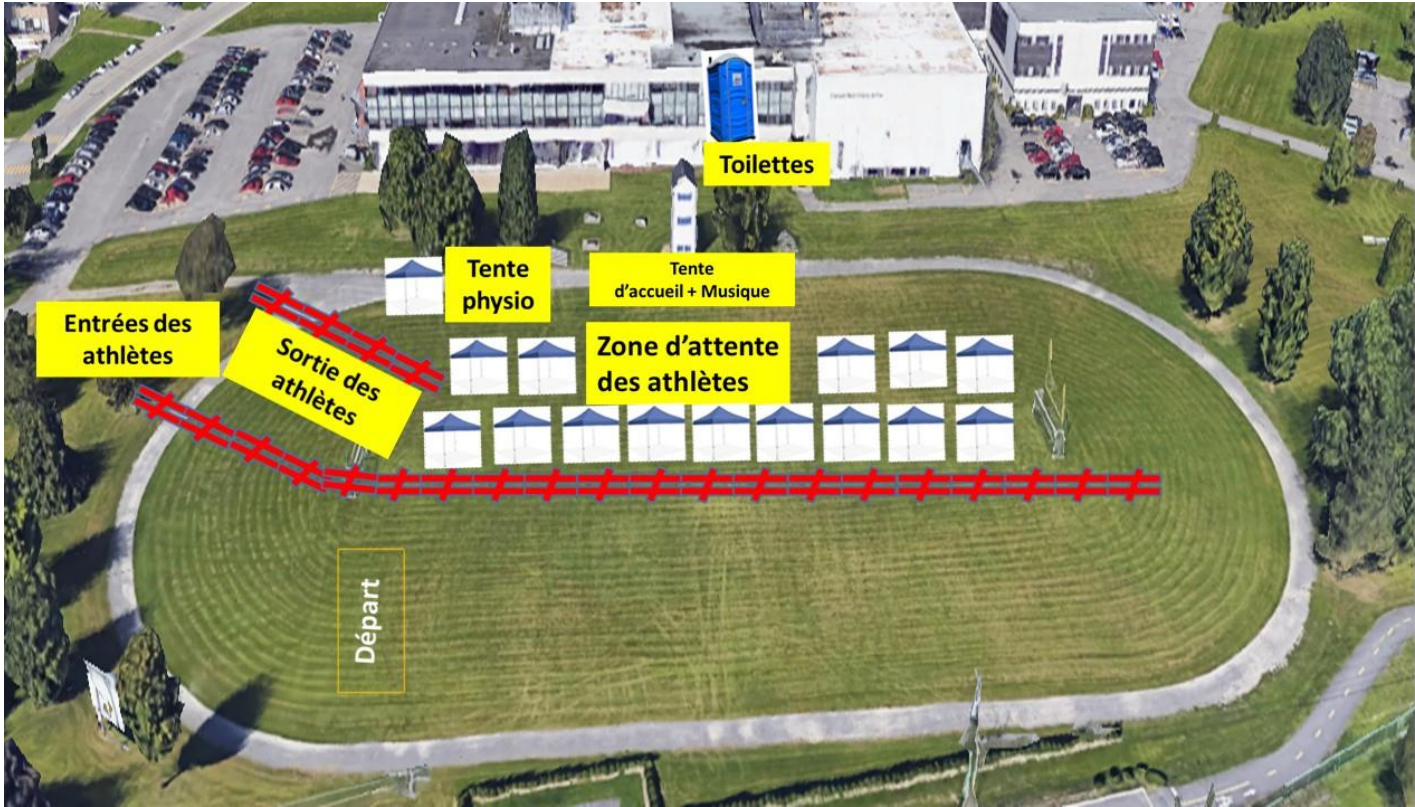 Toilettes
Tente
physio
Tente
d'accueil + Musique
Entrées des
athlètes
Sortie des
athlètes
Zone d'attente
des athlètes
Départ